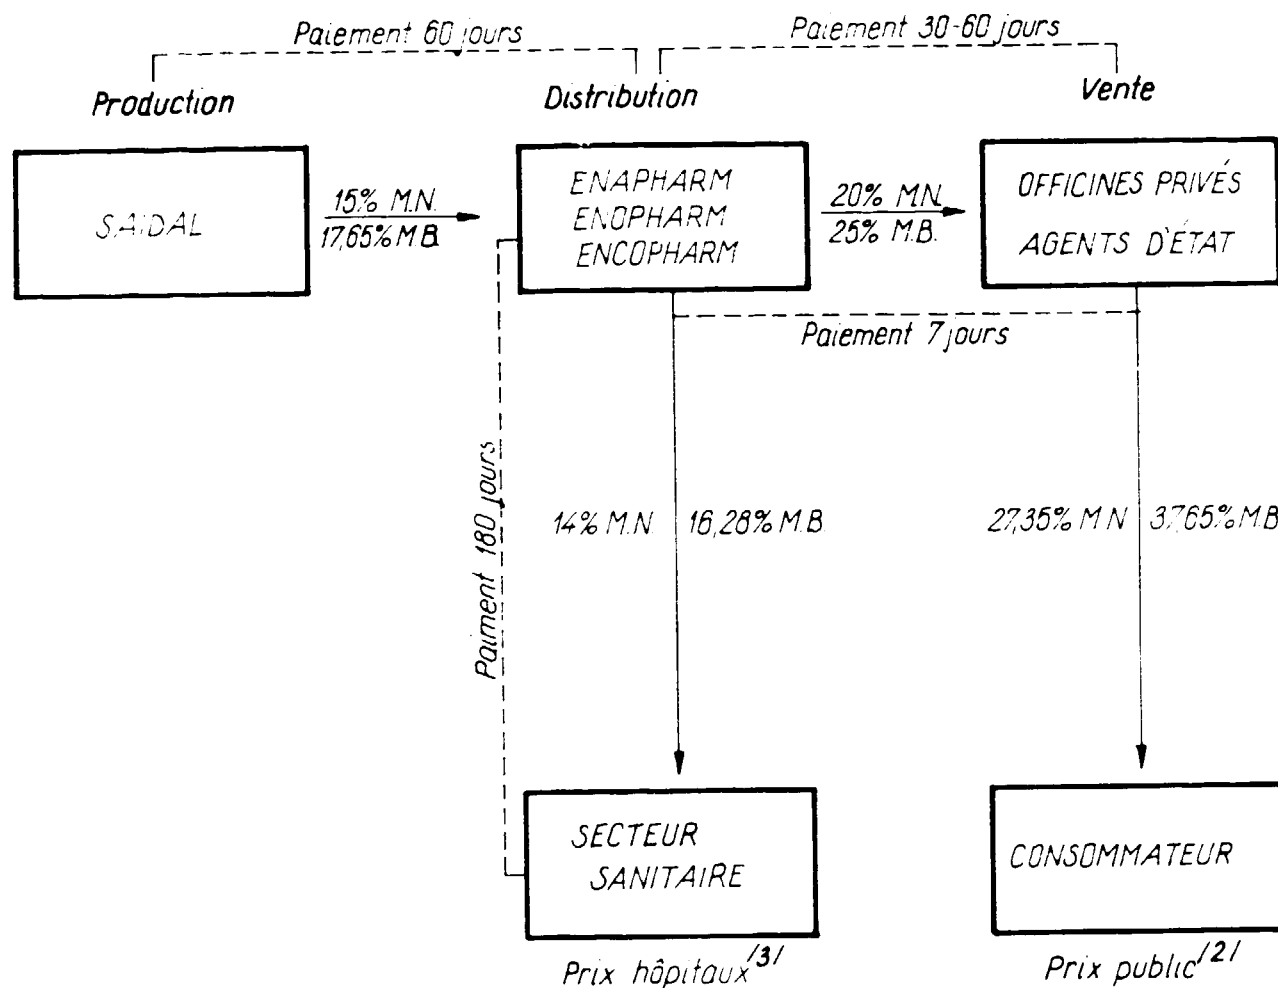 Paiement 60 jours
Paiement 30-60 jours
Production
Distribution
Vente
SAIDAL
15% M.N.
17,65% M.B.
ENAPHARM
ENOPHARM
ENCOPHARM
20% M.N.
25% M.B.
OFFICINES PRIVÉS
AGENTS D'ÉTAT
Paiement 7 jours
Paiment 180 jours
14% M.N.
16,28% M.B
27,35% M.N
37,65% M.B
SECTEUR
SANITAIRE
CONSOMMATEUR
Prix hôpitaux /3/
Prix public /2/